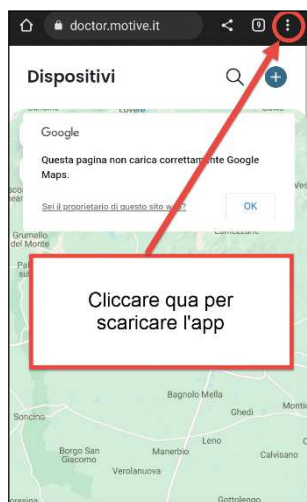 doctor.motive.it
9
Dispositivi
Lovere
Google
Questa pagina non carica correttamente Google
Maps.
Sei il proprietario di questo sito web?
OK
Grumello
del Monte
Cliccare qua per
scaricare l'app
Bagnolo Mella
Ghedi
Soncino
Leno
Borgo San
Giacomo
Manerbio
Calvisano
Verolanuova
Gottolengo